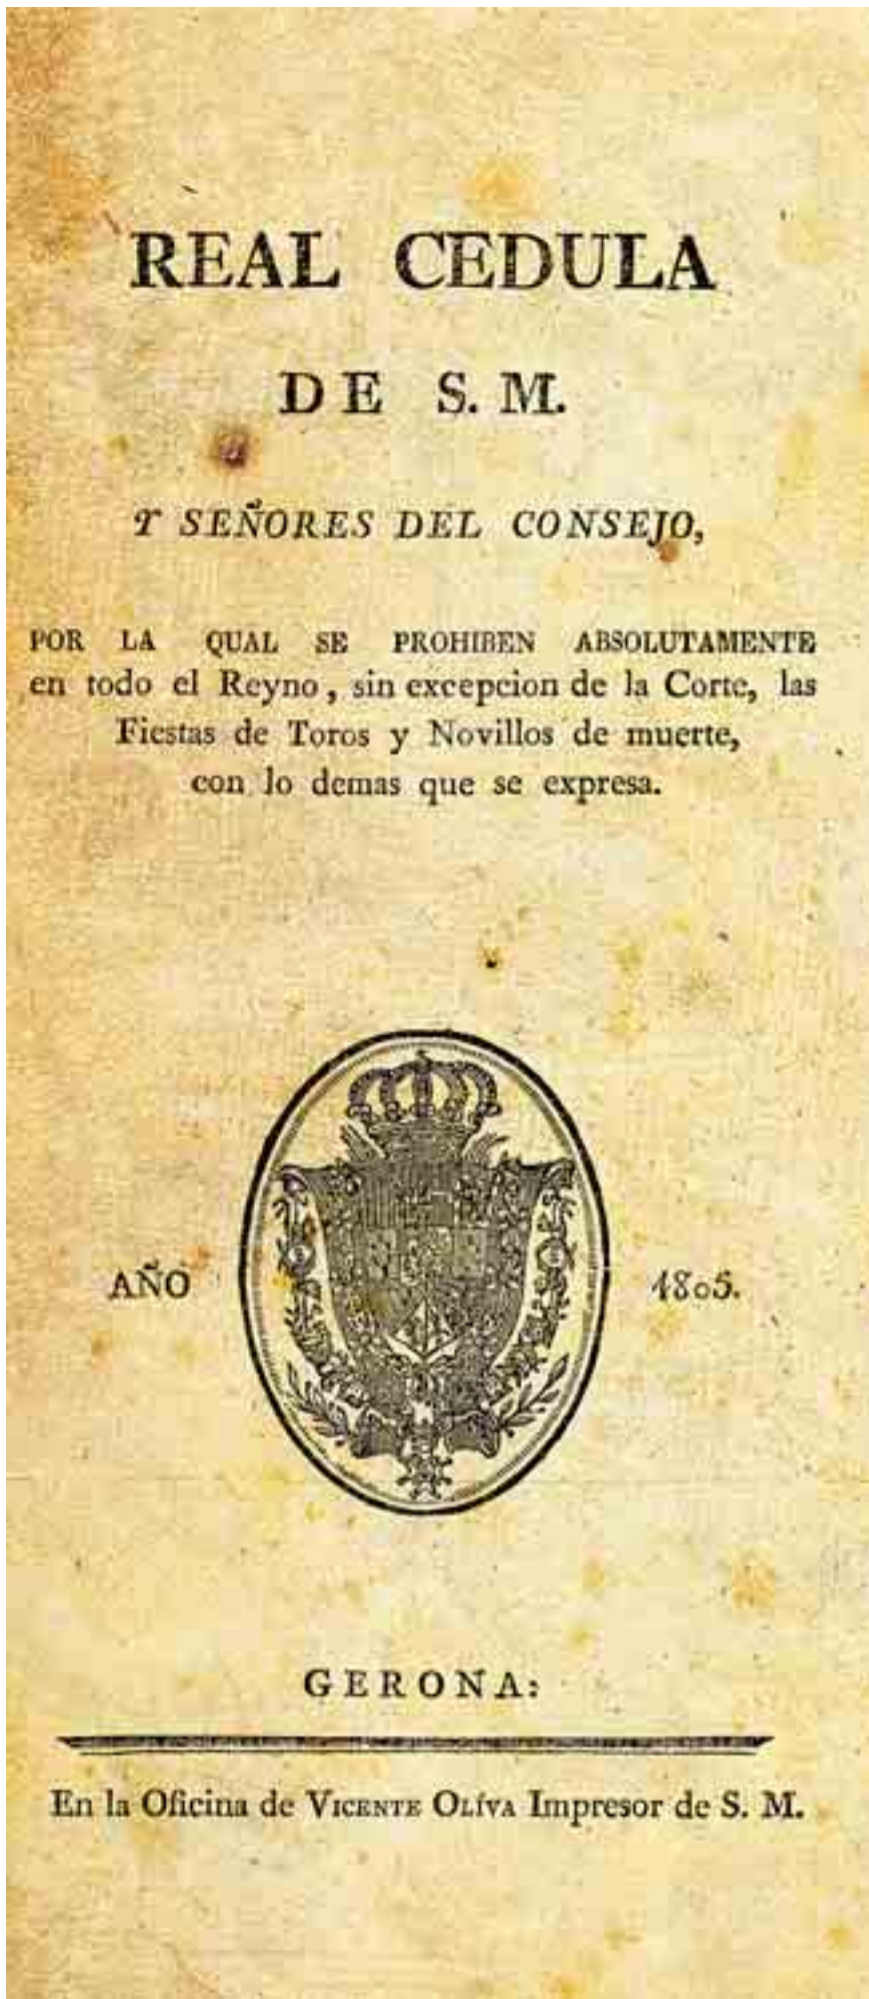 REAL CEDULA
DE S. M.
Y SEÑORES DEL CONSEJO,
POR LA QUAL SE PROHIBEN ABSOLUTAMENTE
en todo el Reyno, sin excepcion de la Corte, las
Fiestas de Toros y Novillos de muerte,
con lo demas que se expresa.
AÑO 1805.
GERONA:
En la Oficina de VICENTE OLÍVA Impresor de S. M.